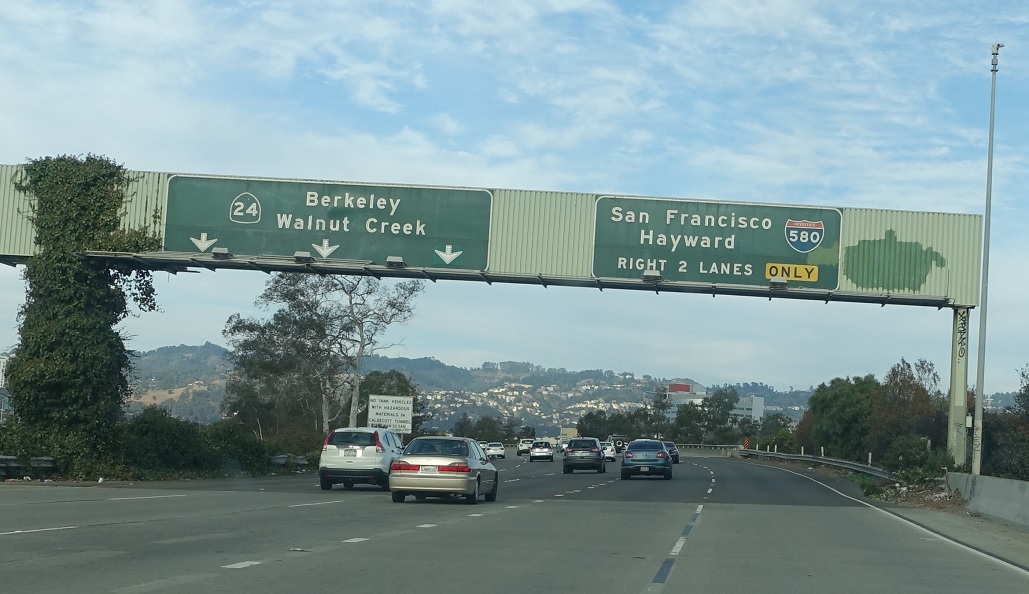 24
Berkeley
Walnut Creek
San Francisco
Hayward
INTERSTATE
580
RIGHT 2 LANES ONLY
NO TANK VEHICLES
WITH HAZARDOUS
MATERIALS IN
CALDECOTT TUNNEL